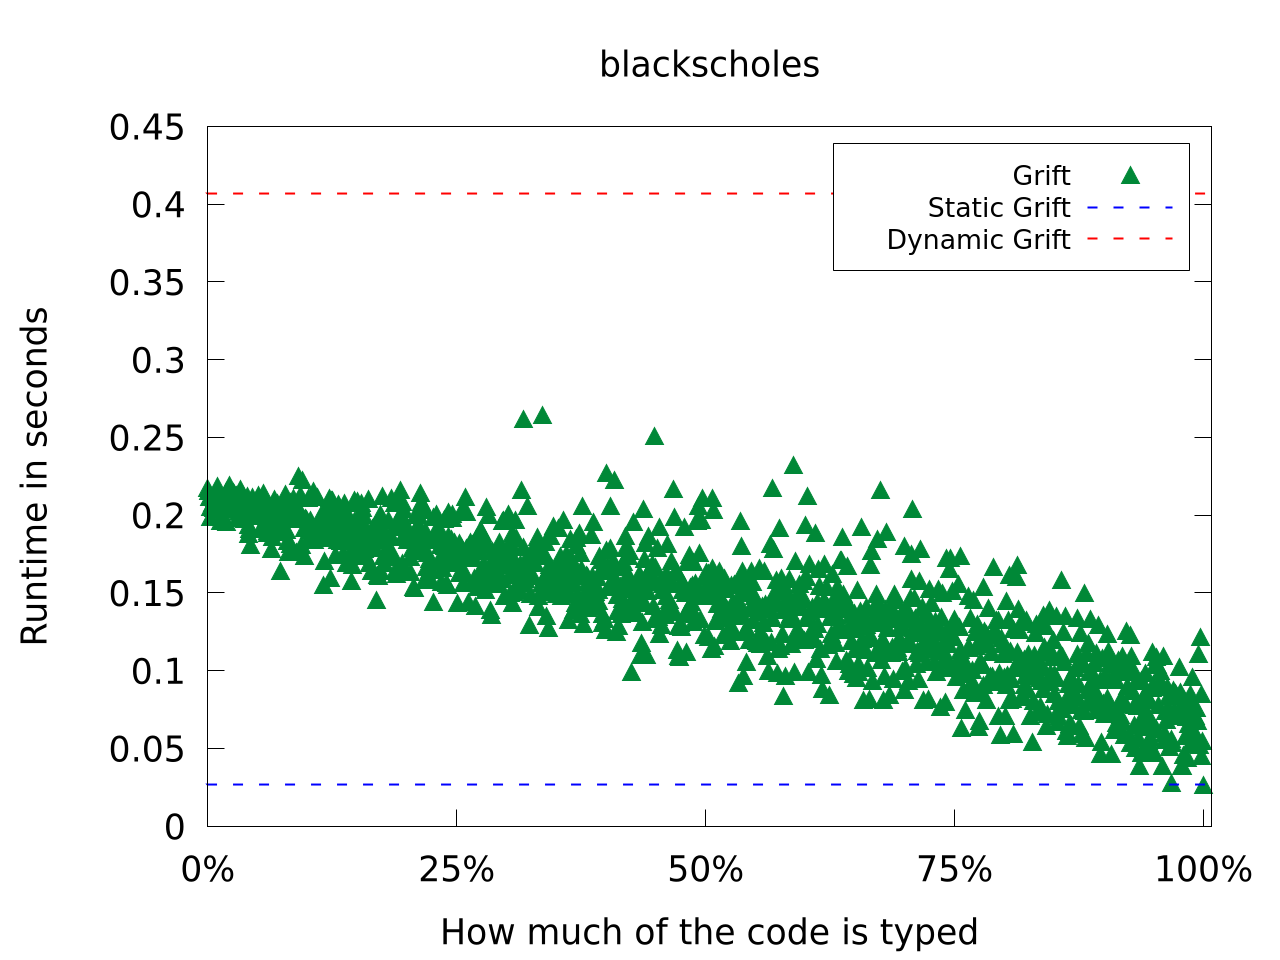 blackscholes
0.45
0.4
0.35
0.3
0.25
0.2
0.15
0.1
0.05
0
Runtime in seconds
Grift
Static Grift
Dynamic Grift
0% 25% 50% 75% 100%
How much of the code is typed